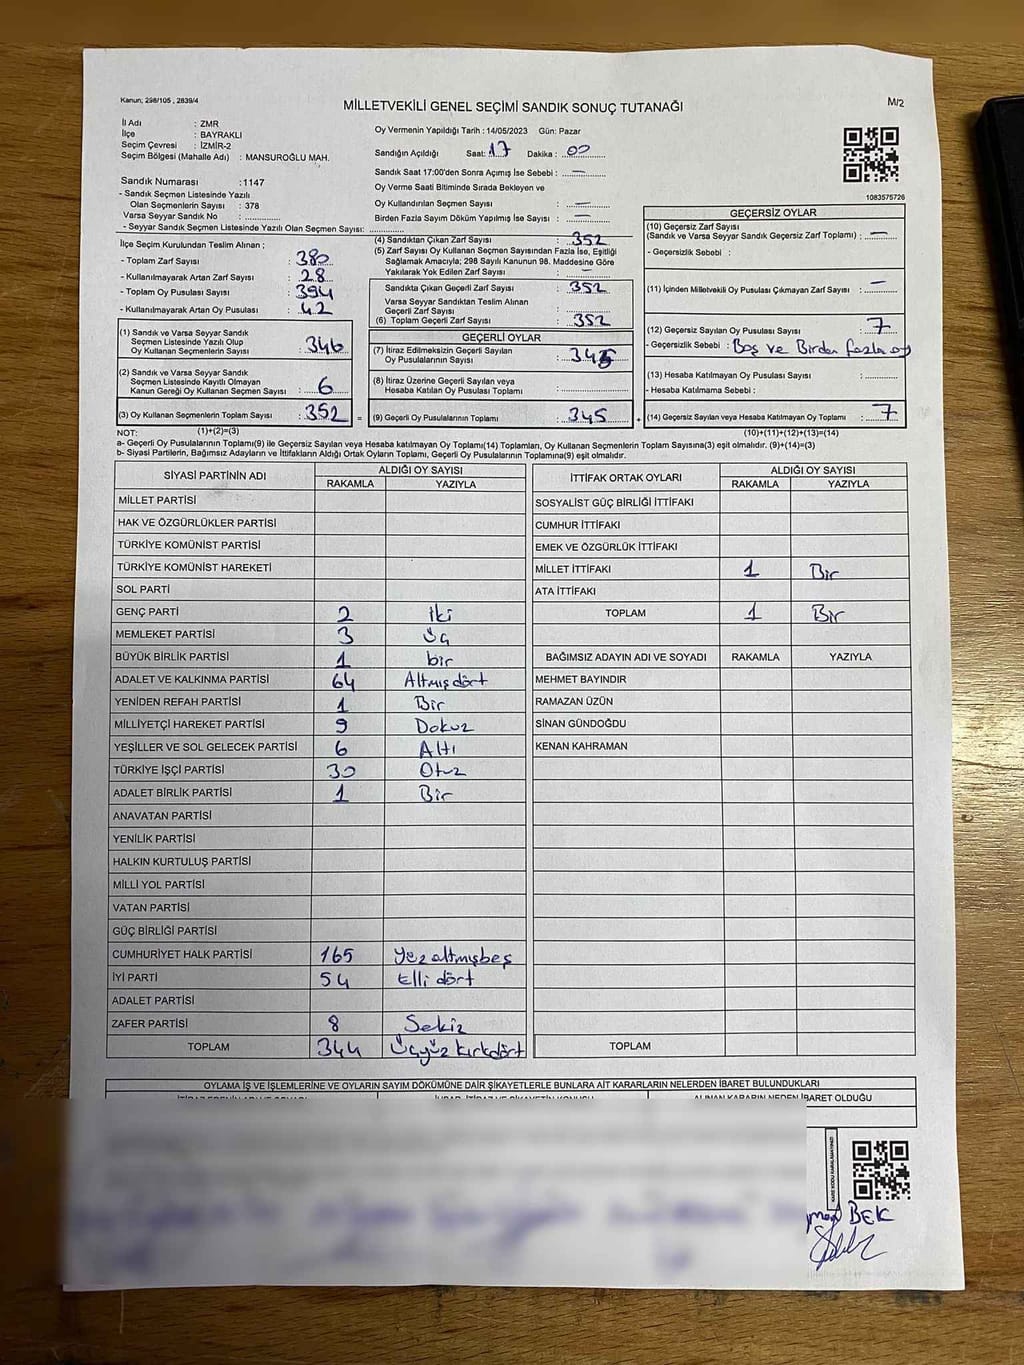 Kanun; 298/105 , 2839/4
MİLLETVEKİLİ GENEL SEÇİMİ SANDIK SONUÇ TUTANAĞI
M/2
İl Adı : ZMR
İlçe : BAYRAKLI
Seçim Çevresi : İZMİR-2
Seçim Bölgesi (Mahalle Adı) : MANSUROĞLU MAH.
Sandık Numarası : 1147
- Sandık Seçmen Listesinde Yazılı
Olan Seçmenlerin Sayısı : 378
Varsa Seyyar Sandık No : ..............
- Seyyar Sandık Seçmen Listesinde Yazılı Olan Seçmen Sayısı: ..............
İlçe Seçim Kurulundan Teslim Alınan ;
- Toplam Zarf Sayısı : 380
- Kullanılmayarak Artan Zarf Sayısı : 28
- Toplam Oy Pusulası Sayısı : 394
- Kullanılmayarak Artan Oy Pusulası : 42
(1) Sandık ve Varsa Seyyar Sandık
Seçmen Listesinde Yazılı Olup
Oy Kullanan Seçmenlerin Sayısı : 346
(2) Sandık ve Varsa Seyyar Sandık
Seçmen Listesinde Kayıtlı Olmayan
Kanun Gereği Oy Kullanan Seçmen Sayısı : 6
(3) Oy Kullanan Seçmenlerin Toplam Sayısı : 352 =
(1)+(2)=(3)
Oy Vermenin Yapıldığı Tarih : 14/05/2023 Gün: Pazar
Sandığın Açıldığı Saat: 17 Dakika : 00
Sandık Saat 17:00'den Sonra Açımış İse Sebebi : —
Oy Verme Saati Bitiminde Sırada Bekleyen ve
Oy Kullandırılan Seçmen Sayısı : —
Birden Fazla Sayım Döküm Yapılmış İse Sayısı : —
(4) Sandıktan Çıkan Zarf Sayısı : 352
(5) Zarf Sayısı Oy Kullanan Seçmen Sayısından Fazla İse, Eşitliği
Sağlamak Amacıyla; 298 Sayılı Kanunun 98. Maddesine Göre
Yakılarak Yok Edilen Zarf Sayısı : —
Sandıkta Çıkan Geçerli Zarf Sayısı : 352
Varsa Seyyar Sandıktan Teslim Alınan
Geçerli Zarf Sayısı : ..............
(6) Toplam Geçerli Zarf Sayısı : 352
GEÇERLİ OYLAR
(7) İtiraz Edilmeksizin Geçerli Sayılan
Oy Pusulalarının Sayısı : 345
(8) İtiraz Üzerine Geçerli Sayılan veya
Hesaba Katılan Oy Pusulası Toplamı : ..............
(9) Geçerli Oy Pusulalarının Toplamı : 345 +
1083575726
GEÇERSİZ OYLAR
(10) Geçersiz Zarf Sayısı
(Sandık ve Varsa Seyyar Sandık Geçersiz Zarf Toplamı) : —
- Geçersizlik Sebebi :
(11) İçinden Milletvekili Oy Pusulası Çıkmayan Zarf Sayısı : —
(12) Geçersiz Sayılan Oy Pusulası Sayısı : 7
- Geçersizlik Sebebi : Boş ve Birden fazla oy
(13) Hesaba Katılmayan Oy Pusulası Sayısı : ..............
- Hesaba Katılmama Sebebi :
(14) Geçersiz Sayılan veya Hesaba Katılmayan Oy Toplamı : 7
(10)+(11)+(12)+(13)=(14)
NOT:
a- Geçerli Oy Pusulalarının Toplamı(9) ile Geçersiz Sayılan veya Hesaba katılmayan Oy Toplamı(14) Toplamları, Oy Kullanan Seçmenlerin Toplam Sayısına(3) eşit olmalıdır. (9)+(14)=(3)
b- Siyasi Partilerin, Bağımsız Adayların ve İttifakların Aldığı Oyların Toplamı, Geçerli Oy Pusulalarının Toplamına(9) eşit olmalıdır.
SİYASİ PARTİNİN ADI ALDIĞI OY SAYISI
RAKAMLA YAZIYLA
MİLLET PARTİSİ
HAK VE ÖZGÜRLÜKLER PARTİSİ
TÜRKİYE KOMÜNİST PARTİSİ
TÜRKİYE KOMÜNİST HAREKETİ
SOL PARTİ
GENÇ PARTİ 2 iki
MEMLEKET PARTİSİ 3 üç
BÜYÜK BİRLİK PARTİSİ 1 bir
ADALET VE KALKINMA PARTİSİ 64 Altmışdört
YENİDEN REFAH PARTİSİ 1 Bir
MİLLİYETÇİ HAREKET PARTİSİ 9 Dokuz
YEŞİLLER VE SOL GELECEK PARTİSİ 6 Altı
TÜRKİYE İŞÇİ PARTİSİ 30 Otuz
ADALET BİRLİK PARTİSİ 1 Bir
ANAVATAN PARTİSİ
YENİLİK PARTİSİ
HALKIN KURTULUŞ PARTİSİ
MİLLİ YOL PARTİSİ
VATAN PARTİSİ
GÜÇ BİRLİĞİ PARTİSİ
CUMHURİYET HALK PARTİSİ 165 Yüzaltmışbeş
İYİ PARTİ 54 Elli dört
ADALET PARTİSİ
ZAFER PARTİSİ 8 Sekiz
TOPLAM 344 Üçyüz kırkdört
İTTİFAK ORTAK OYLARI ALDIĞI OY SAYISI
RAKAMLA YAZIYLA
SOSYALİST GÜÇ BİRLİĞİ İTTİFAKI
CUMHUR İTTİFAKI
EMEK VE ÖZGÜRLÜK İTTİFAKI
MİLLET İTTİFAKI 1 Bir
ATA İTTİFAKI
TOPLAM 1 Bir
BAĞIMSIZ ADAYIN ADI VE SOYADI RAKAMLA YAZIYLA
MEHMET BAYINDIR
RAMAZAN ÜZÜN
SİNAN GÜNDOĞDU
KENAN KAHRAMAN
TOPLAM
OYLAMA İŞ VE İŞLEMLERİNE VE OYLARIN SAYIM DÖKÜMÜNE DAİR ŞİKAYETLERLE BUNLARA AİT KARARLARIN NELERDEN İBARET BULUNDUKLARI
ALINAN KARARIN NEDEN İBARET OLDUĞU
BEK